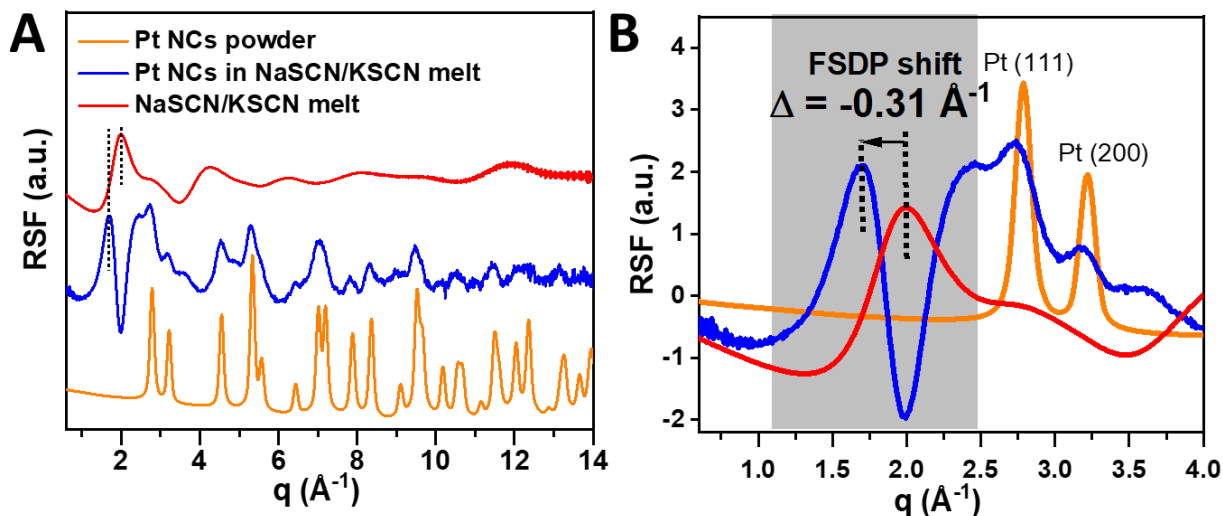 A
Pt NCs powder
Pt NCs in NaSCN/KSCN melt
NaSCN/KSCN melt
RSF (a.u.)
2 4 6 8 10 12 14
q (Å⁻¹)
B
FSDP shift
Δ = -0.31 Å⁻¹
Pt (111)
Pt (200)
RSF (a.u.)
4
3
2
1
0
-1
-2
1.0 1.5 2.0 2.5 3.0 3.5 4.0
q (Å⁻¹)